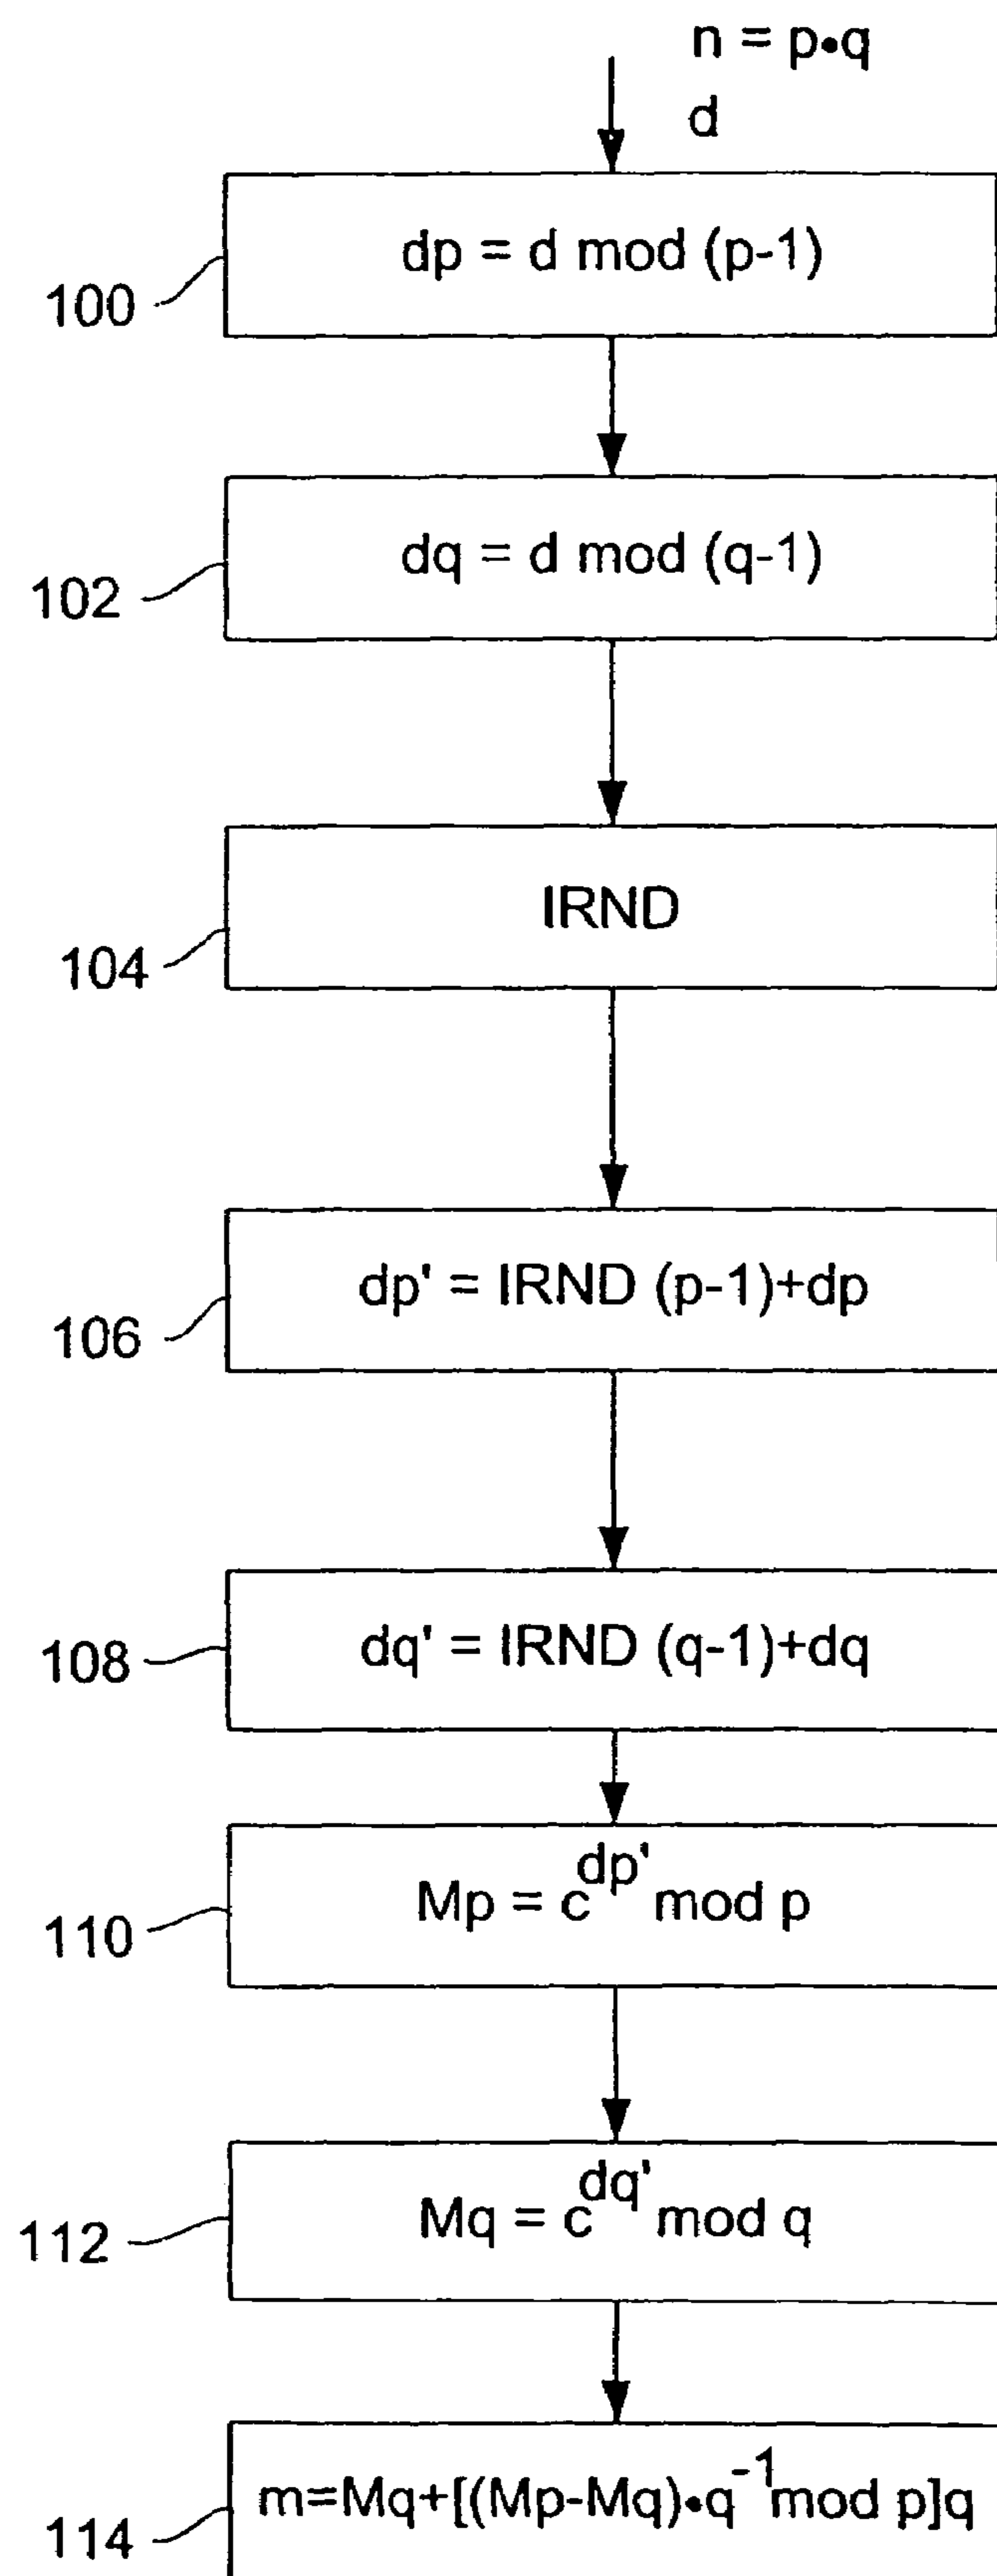 n = p•q
d
dp = d mod (p-1)
100
dq = d mod (q-1)
102
IRND
104
dp' = IRND (p-1)+dp
106
dq' = IRND (q-1)+dq
108
Mp = c^dp' mod p
110
Mq = c^dq' mod q
112
m=Mq+[(Mp-Mq)•q^-1 mod p]q
114